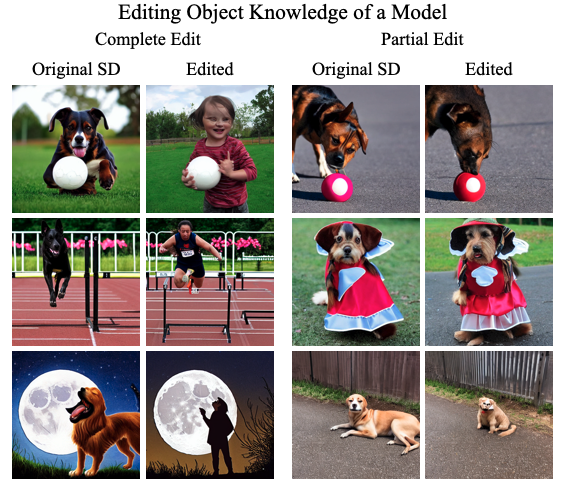 Editing Object Knowledge of a Model
Complete Edit
Partial Edit
Original SD
Edited
Original SD
Edited